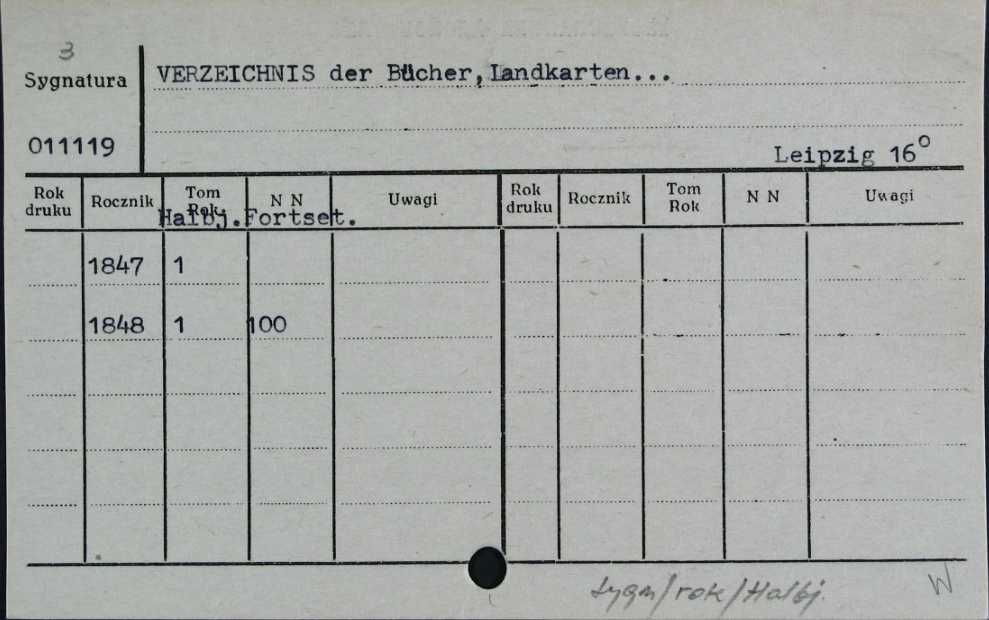 3
Sygnatura
VERZEICHNIS der Bücher, Landkarten...
011119
Leipzig 16°
Rok druku Rocznik Tom Rok N N Uwagi Rok druku Rocznik Tom Rok N N Uwagi
Halbj. Fortset.
1847 1
1848 1 100
sygn/rok/Halbj.
W